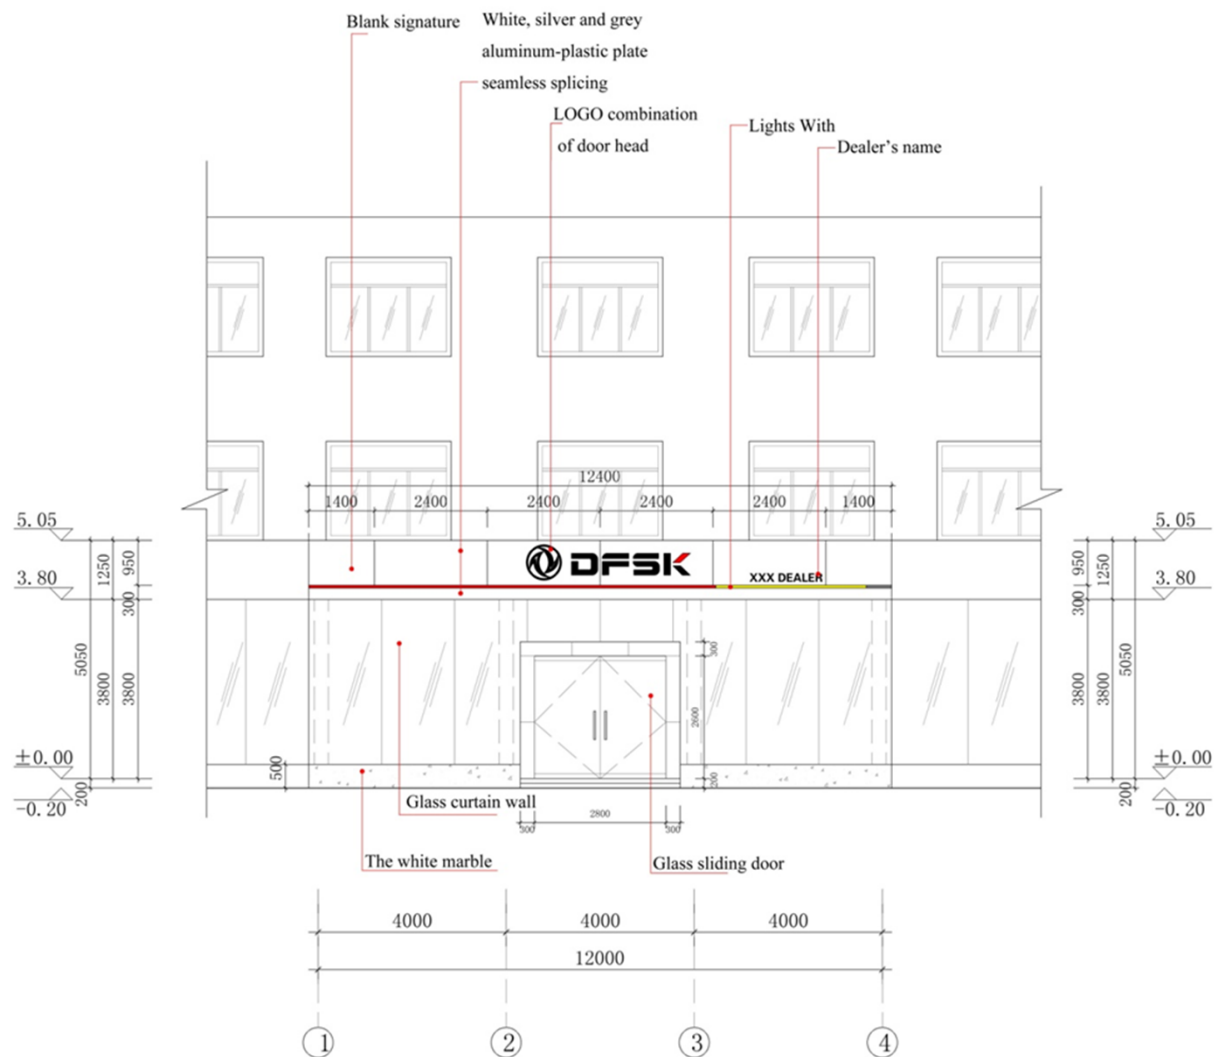 Blank signature
White, silver and grey
aluminum-plastic plate
seamless splicing
LOGO combination
of door head
Lights With
Dealer's name
12400
1400 2400 2400 2400 2400 1400
5.05
3.80
±0.00
-0.20
950
1250
300
5050
3800
3800
200
500
DFSK
XXX DEALER
300
2600
200
5.05
3.80
±0.00
-0.20
950
1250
300
5050
3800
3800
200
Glass curtain wall
300 2800 300
The white marble
Glass sliding door
4000 4000 4000
12000
1 2 3 4